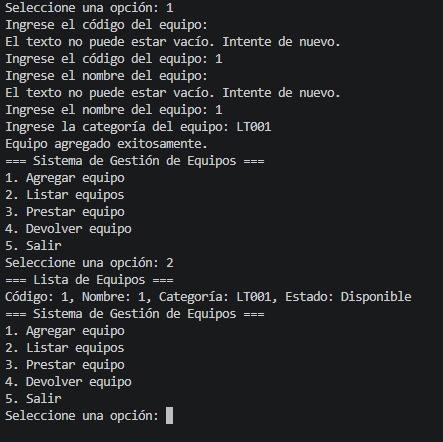 Seleccione una opción: 1
Ingrese el código del equipo:
El texto no puede estar vacío. Intente de nuevo.
Ingrese el código del equipo: 1
Ingrese el nombre del equipo:
El texto no puede estar vacío. Intente de nuevo.
Ingrese el nombre del equipo: 1
Ingrese la categoría del equipo: LT001
Equipo agregado exitosamente.
=== Sistema de Gestión de Equipos ===
1. Agregar equipo
2. Listar equipos
3. Prestar equipo
4. Devolver equipo
5. Salir
Seleccione una opción: 2
=== Lista de Equipos ===
Código: 1, Nombre: 1, Categoría: LT001, Estado: Disponible
=== Sistema de Gestión de Equipos ===
1. Agregar equipo
2. Listar equipos
3. Prestar equipo
4. Devolver equipo
5. Salir
Seleccione una opción: